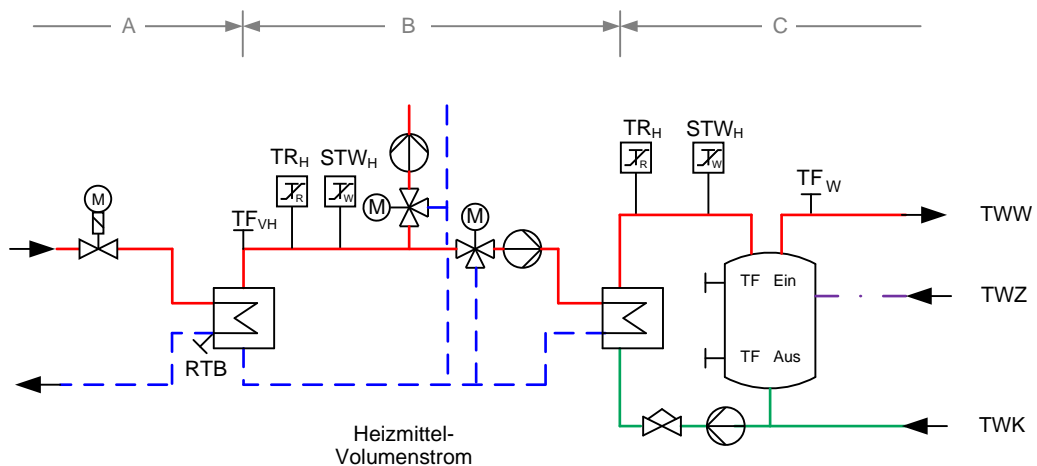 A
B
C
TR_H
STW_H
TR_H
STW_H
R
W
R
W
TF_W
M
M
M
TF_VH
TWW
TF Ein
TWZ
TF Aus
RTB
TWK
Heizmittel-
Volumenstrom